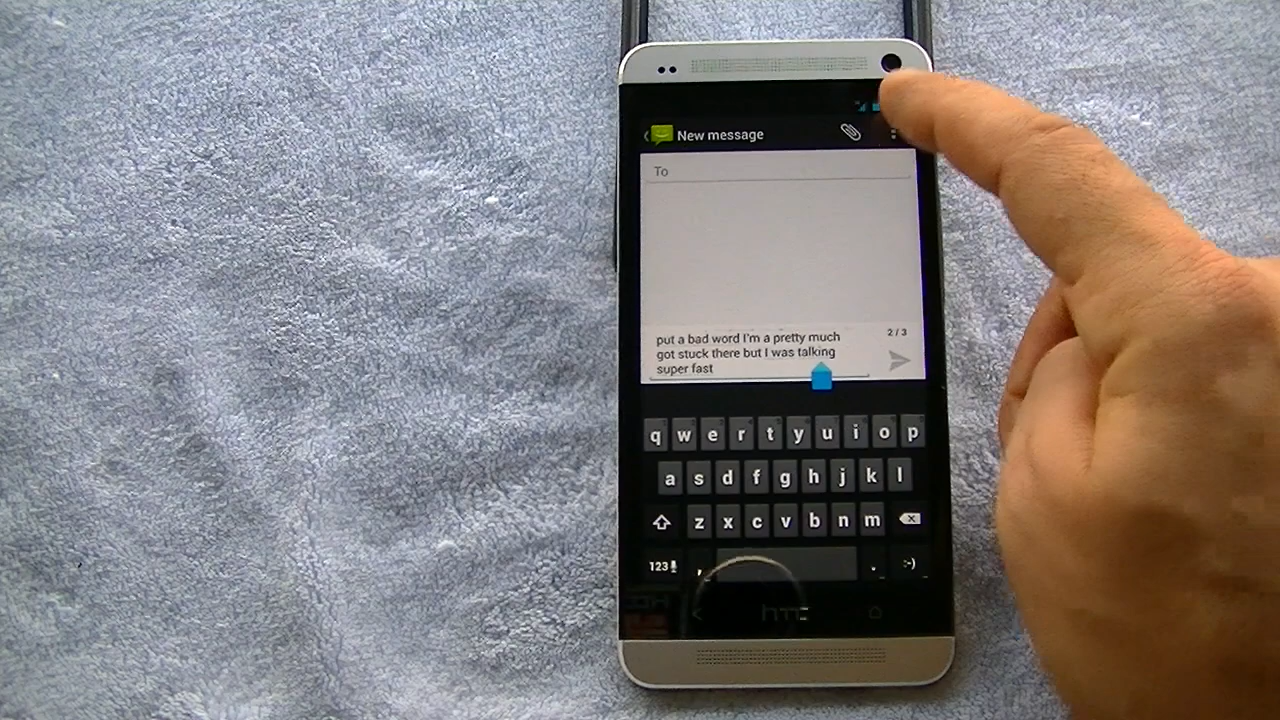 New message
To
put a bad word I'm a pretty much
got stuck there but I was talking
super fast
2 / 3
q w e r t y u i o p
a s d f g h j k l
z x c v b n m
123 , . :-)
hTC